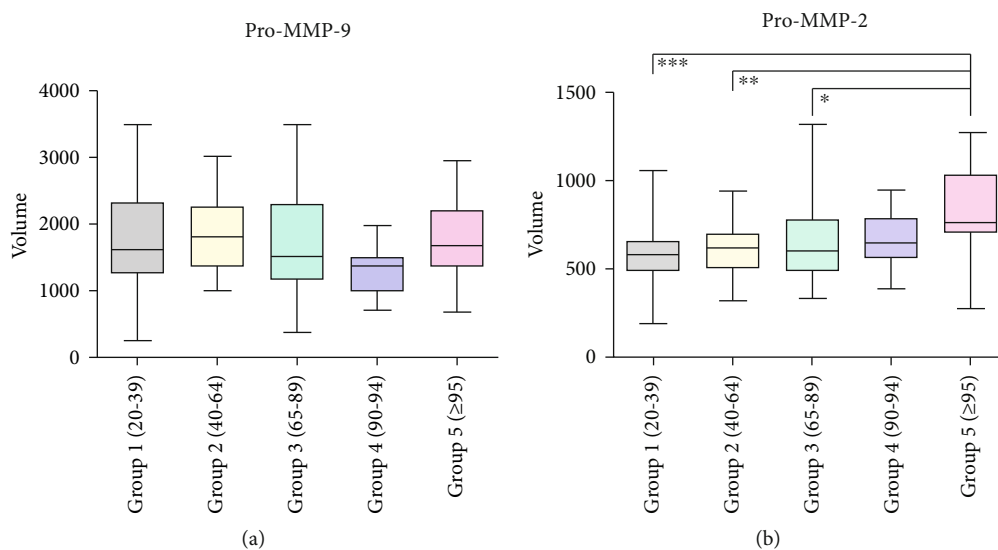 Pro-MMP-9
Volume
4000
3000
2000
1000
0
Group 1 (20-39)
Group 2 (40-64)
Group 3 (65-89)
Group 4 (90-94)
Group 5 (≥95)
(a)
Pro-MMP-2
***
**
*
Volume
1500
1000
500
0
Group 1 (20-39)
Group 2 (40-64)
Group 3 (65-89)
Group 4 (90-94)
Group 5 (≥95)
(b)